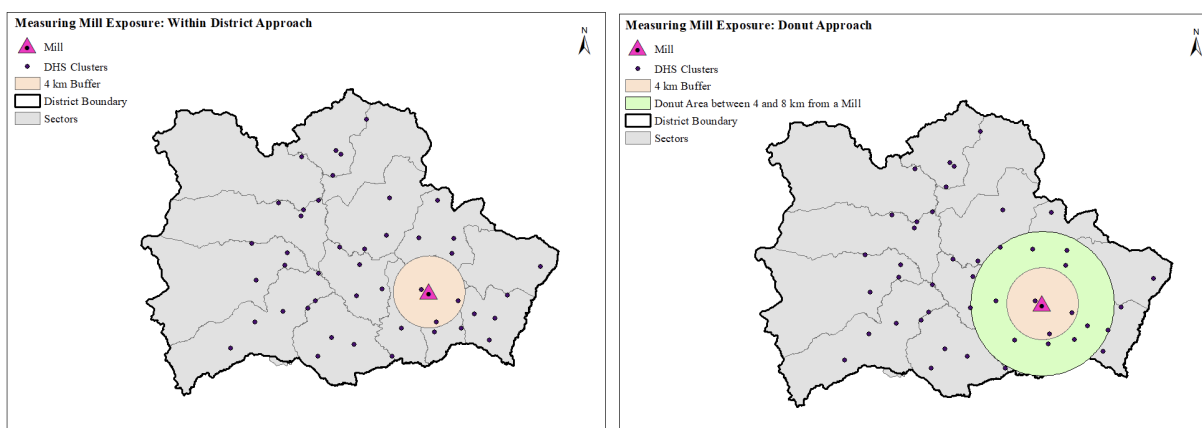 Measuring Mill Exposure: Within District Approach
Mill
DHS Clusters
4 km Buffer
District Boundary
Sectors
N
Measuring Mill Exposure: Donut Approach
Mill
DHS Clusters
4 km Buffer
Donut Area between 4 and 8 km from a Mill
District Boundary
Sectors
N